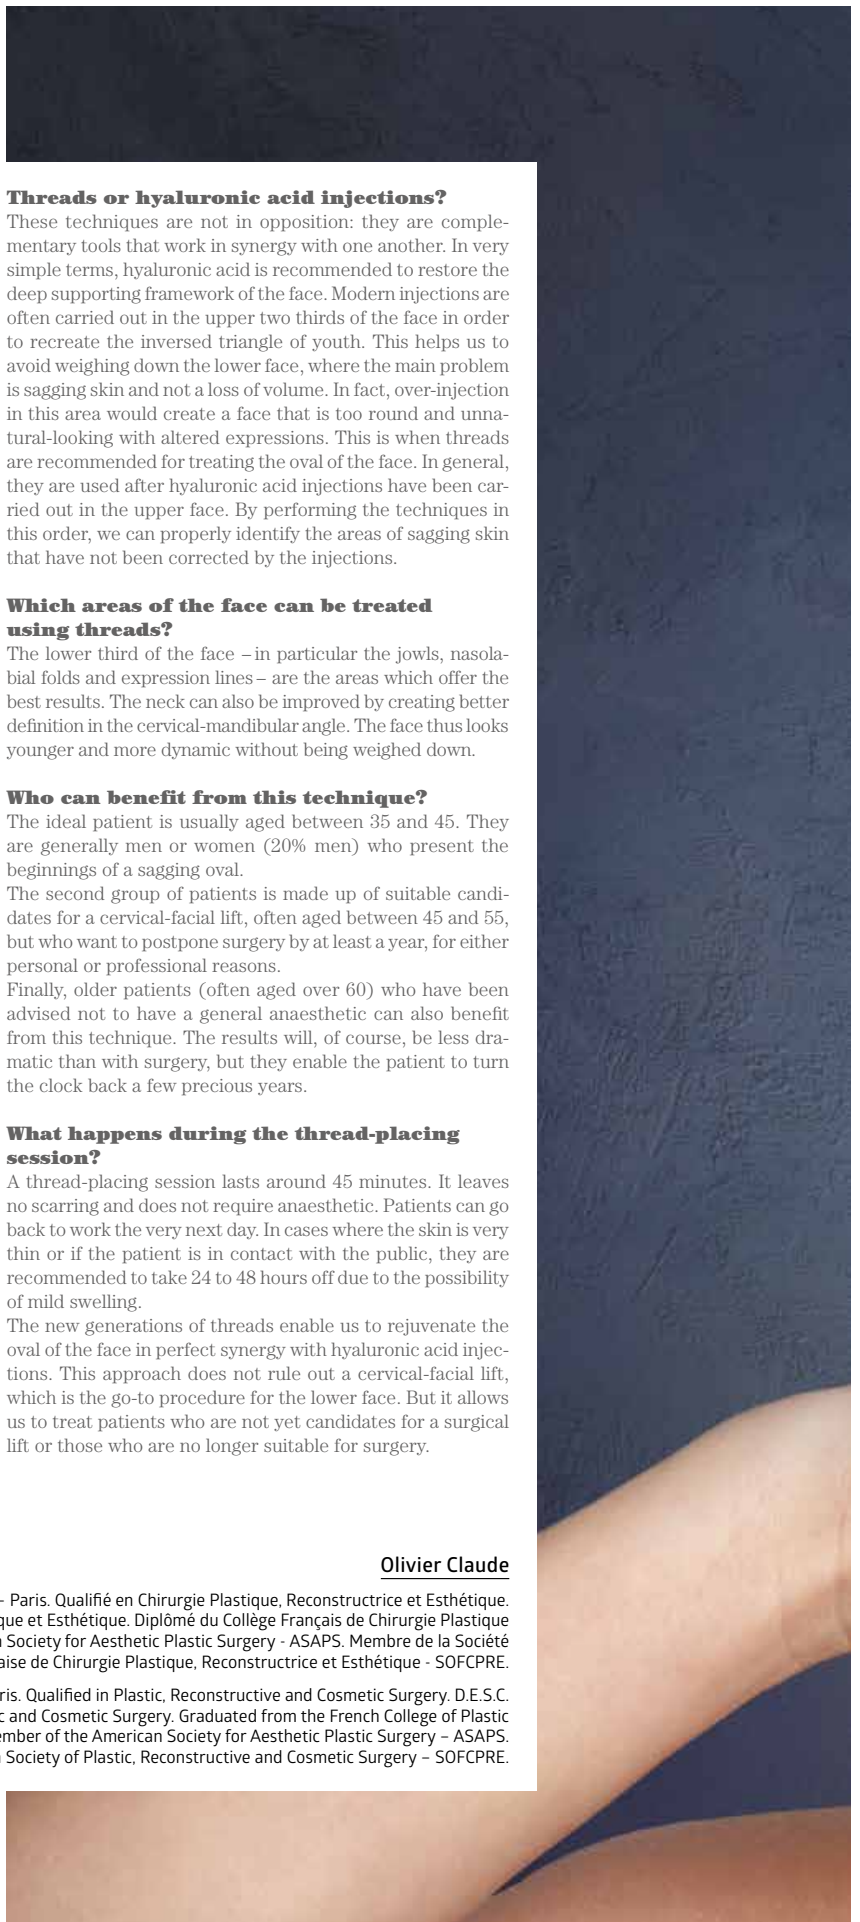 Threads or hyaluronic acid injections?
These techniques are not in opposition: they are comple-
mentary tools that work in synergy with one another. In very
simple terms, hyaluronic acid is recommended to restore the
deep supporting framework of the face. Modern injections are
often carried out in the upper two thirds of the face in order
to recreate the inversed triangle of youth. This helps us to
avoid weighing down the lower face, where the main problem
is sagging skin and not a loss of volume. In fact, over-injection
in this area would create a face that is too round and unna-
tural-looking with altered expressions. This is when threads
are recommended for treating the oval of the face. In general,
they are used after hyaluronic acid injections have been car-
ried out in the upper face. By performing the techniques in
this order, we can properly identify the areas of sagging skin
that have not been corrected by the injections.
Which areas of the face can be treated
using threads?
The lower third of the face – in particular the jowls, nasola-
bial folds and expression lines – are the areas which offer the
best results. The neck can also be improved by creating better
definition in the cervical-mandibular angle. The face thus looks
younger and more dynamic without being weighed down.
Who can benefit from this technique?
The ideal patient is usually aged between 35 and 45. They
are generally men or women (20% men) who present the
beginnings of a sagging oval.
The second group of patients is made up of suitable candi-
dates for a cervical-facial lift, often aged between 45 and 55,
but who want to postpone surgery by at least a year, for either
personal or professional reasons.
Finally, older patients (often aged over 60) who have been
advised not to have a general anaesthetic can also benefit
from this technique. The results will, of course, be less dra-
matic than with surgery, but they enable the patient to turn
the clock back a few precious years.
What happens during the thread-placing
session?
A thread-placing session lasts around 45 minutes. It leaves
no scarring and does not require anaesthetic. Patients can go
back to work the very next day. In cases where the skin is very
thin or if the patient is in contact with the public, they are
recommended to take 24 to 48 hours off due to the possibility
of mild swelling.
The new generations of threads enable us to rejuvenate the
oval of the face in perfect synergy with hyaluronic acid injec-
tions. This approach does not rule out a cervical-facial lift,
which is the go-to procedure for the lower face. But it allows
us to treat patients who are not yet candidates for a surgical
lift or those who are no longer suitable for surgery.
Olivier Claude
– Paris. Qualifié en Chirurgie Plastique, Reconstructrice et Esthétique.
que et Esthétique. Diplômé du Collège Français de Chirurgie Plastique
Society for Aesthetic Plastic Surgery - ASAPS. Membre de la Société
aise de Chirurgie Plastique, Reconstructrice et Esthétique - SOFCPRE.
ris. Qualified in Plastic, Reconstructive and Cosmetic Surgery. D.E.S.C.
c and Cosmetic Surgery. Graduated from the French College of Plastic
ember of the American Society for Aesthetic Plastic Surgery – ASAPS.
Society of Plastic, Reconstructive and Cosmetic Surgery – SOFCPRE.